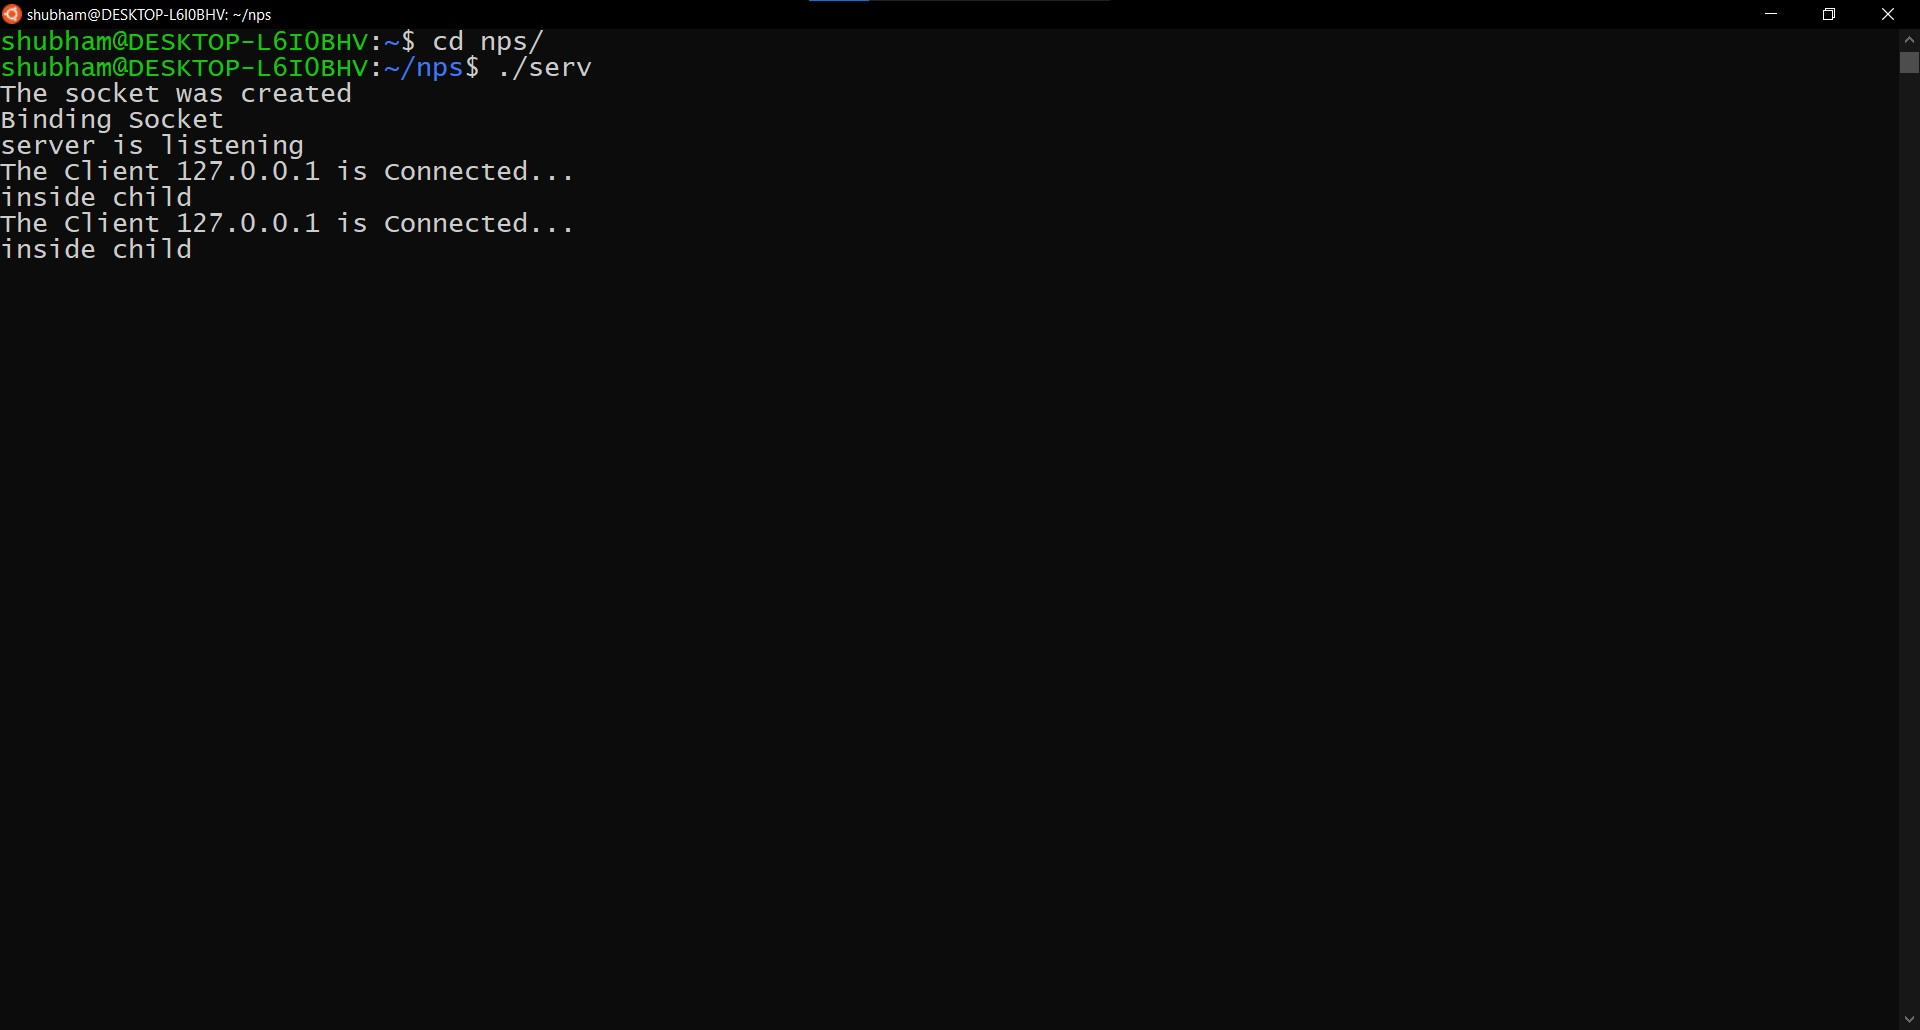 shubham@DESKTOP-L6I0BHV: ~/nps
shubham@DESKTOP-L6I0BHV:~$ cd nps/
shubham@DESKTOP-L6I0BHV:~/nps$ ./serv
The socket was created
Binding Socket
server is listening
The Client 127.0.0.1 is Connected...
inside child
The Client 127.0.0.1 is Connected...
inside child